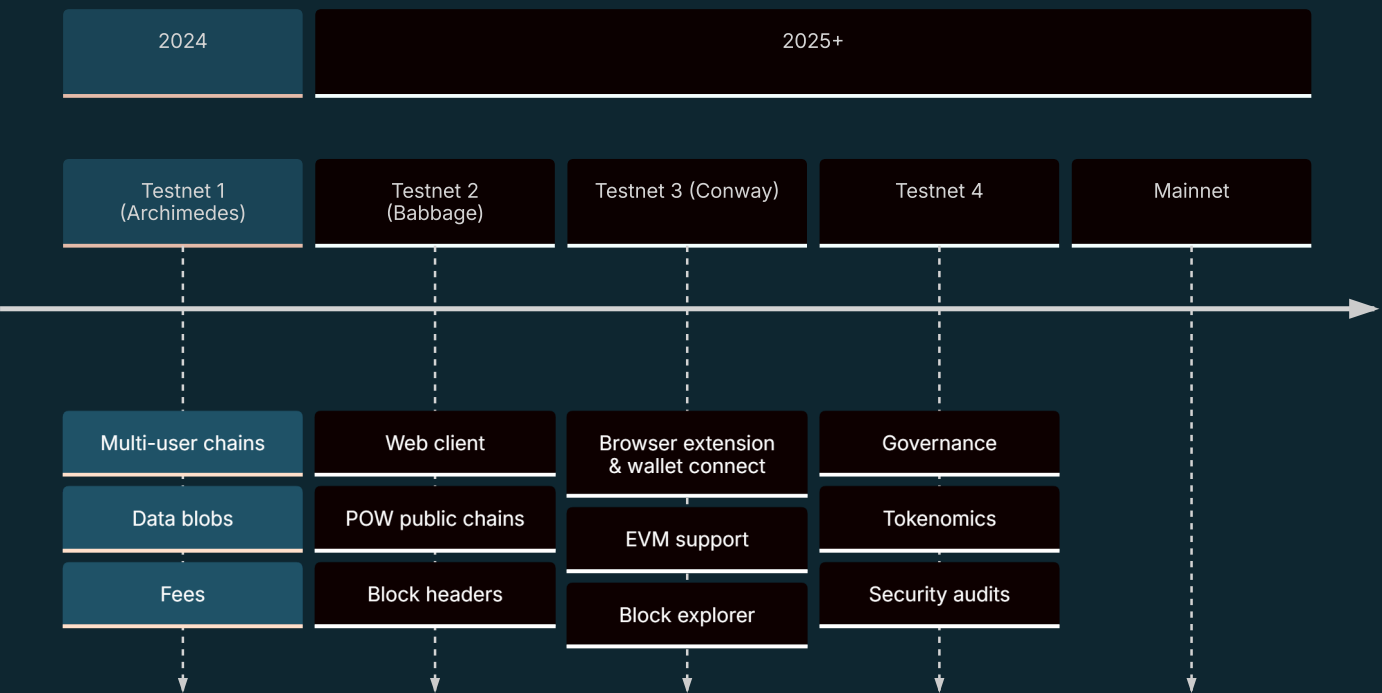 2024
2025+
Testnet 1
(Archimedes)
Testnet 2
(Babbage)
Testnet 3 (Conway)
Testnet 4
Mainnet
Multi-user chains
Data blobs
Fees
Web client
POW public chains
Block headers
Browser extension
& wallet connect
EVM support
Block explorer
Governance
Tokenomics
Security audits